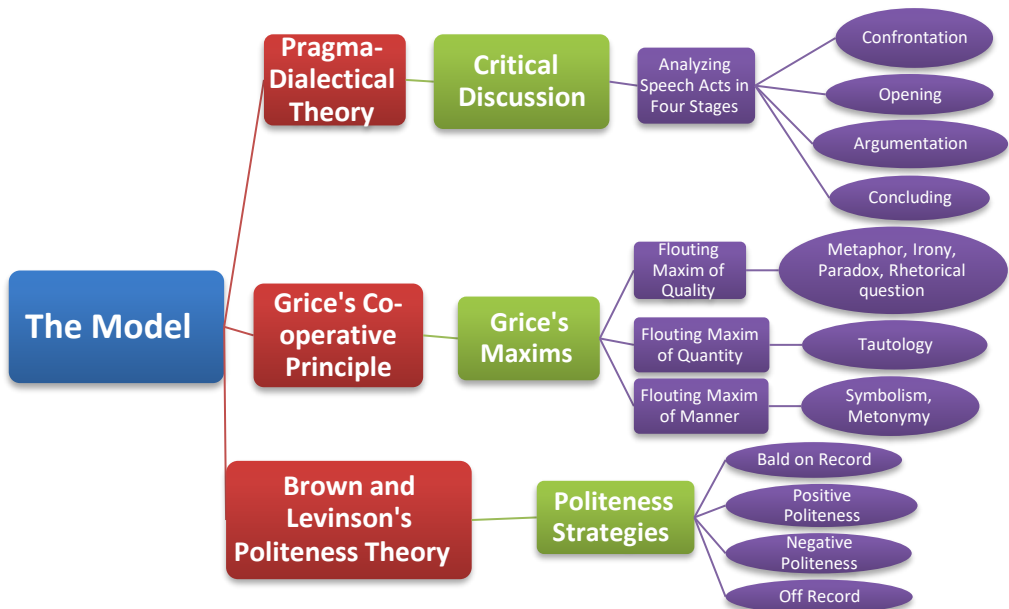 The Model
Pragma-
Dialectical
Theory
Critical
Discussion
Analyzing
Speech Acts in
Four Stages
Confrontation
Opening
Argumentation
Concluding
Grice's Co-
operative
Principle
Grice's
Maxims
Flouting
Maxim of
Quality
Metaphor, Irony,
Paradox, Rhetorical
question
Flouting Maxim
of Quantity
Tautology
Flouting Maxim
of Manner
Symbolism,
Metonymy
Brown and
Levinson's
Politeness Theory
Politeness
Strategies
Bald on Record
Positive
Politeness
Negative
Politeness
Off Record